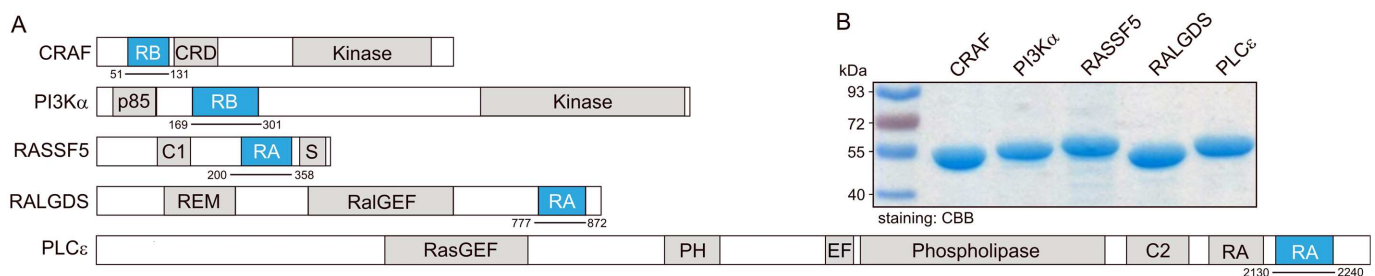 A
CRAF RB CRD Kinase
51 131
PI3Kα p85 RB Kinase
169 301
RASSF5 C1 RA S
200 358
RALGDS REM RalGEF RA
777 872
PLCε RasGEF PH EF Phospholipase C2 RA RA
2130 2240
B
CRAF PI3Kα RASSF5 RALGDS PLCε
kDa
93
72
55
40
staining: CBB